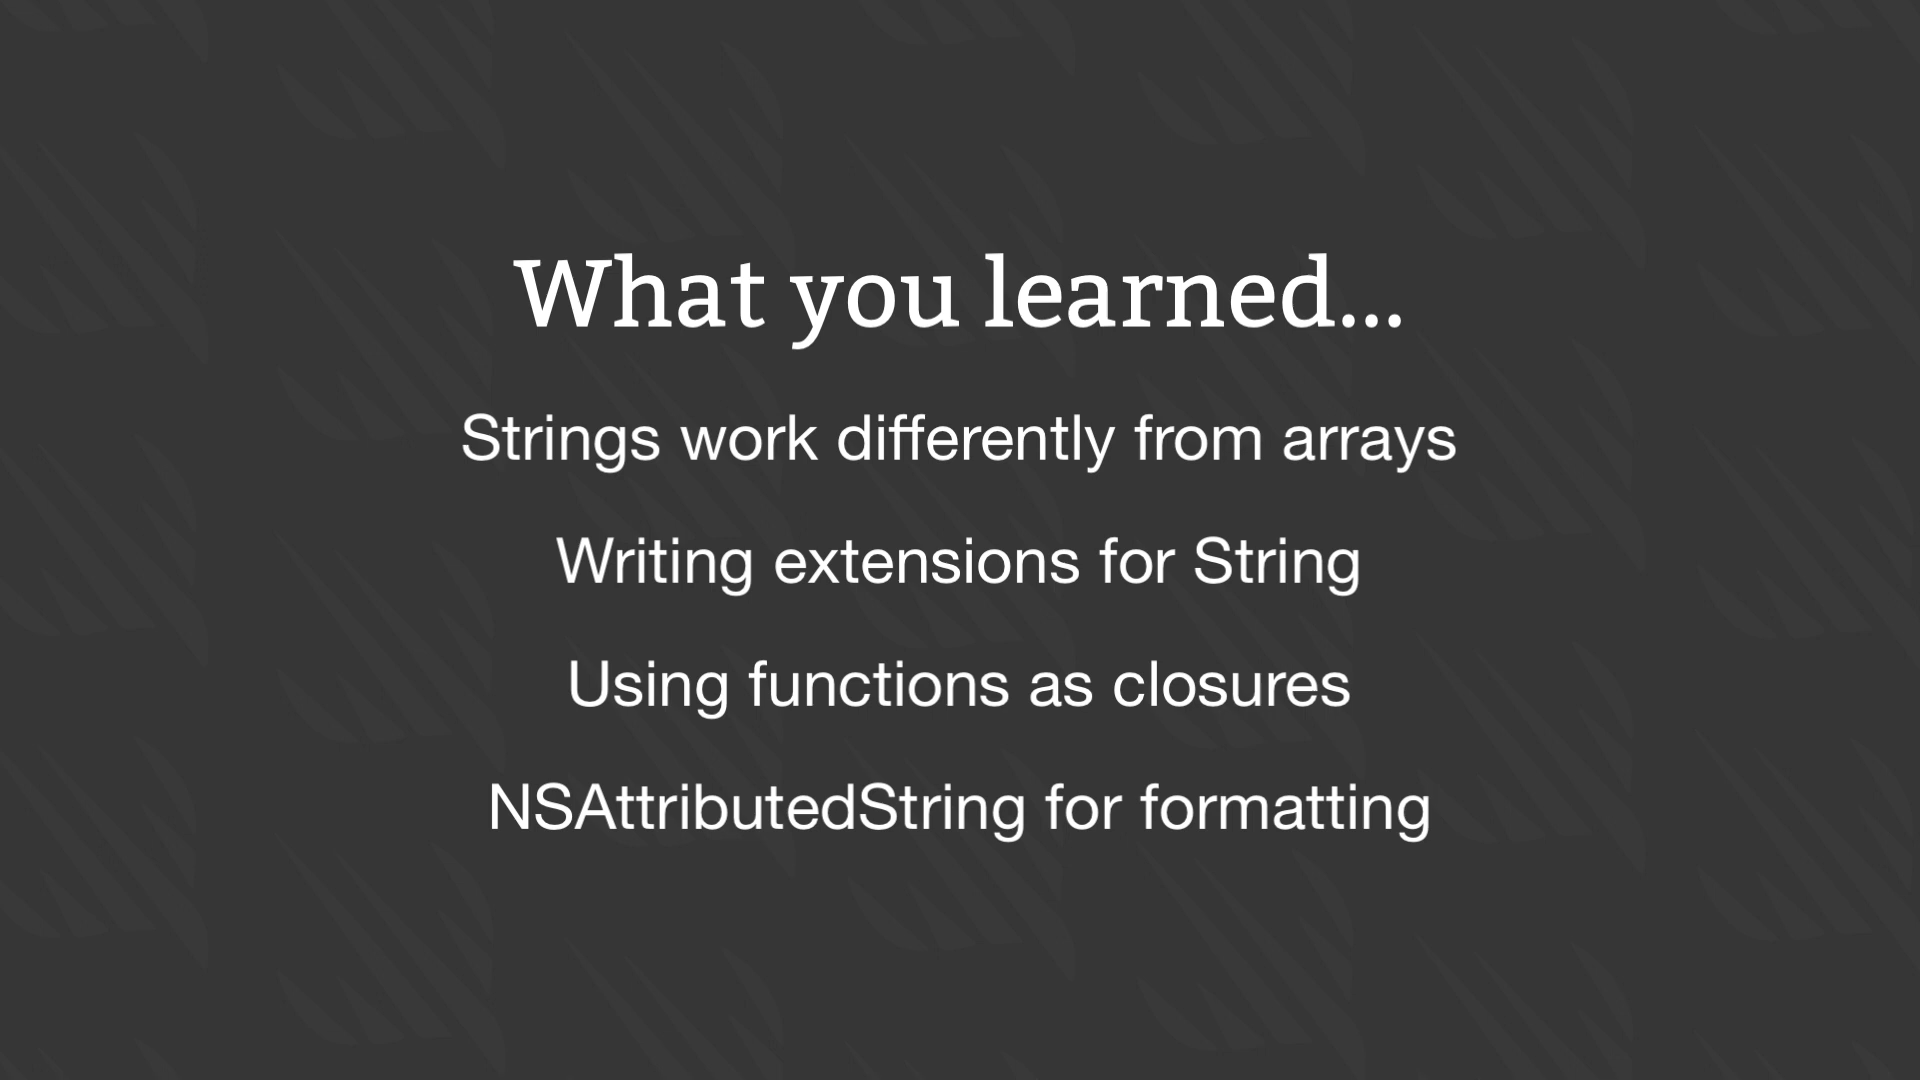 What you learned...
Strings work differently from arrays
Writing extensions for String
Using functions as closures
NSAttributedString for formatting